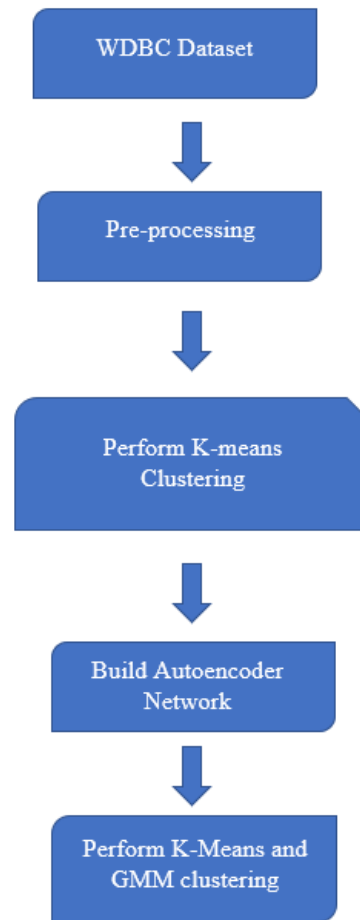 WDBC Dataset
Pre-processing
Perform K-means
Clustering
Build Autoencoder
Network
Perform K-Means and
GMM clustering